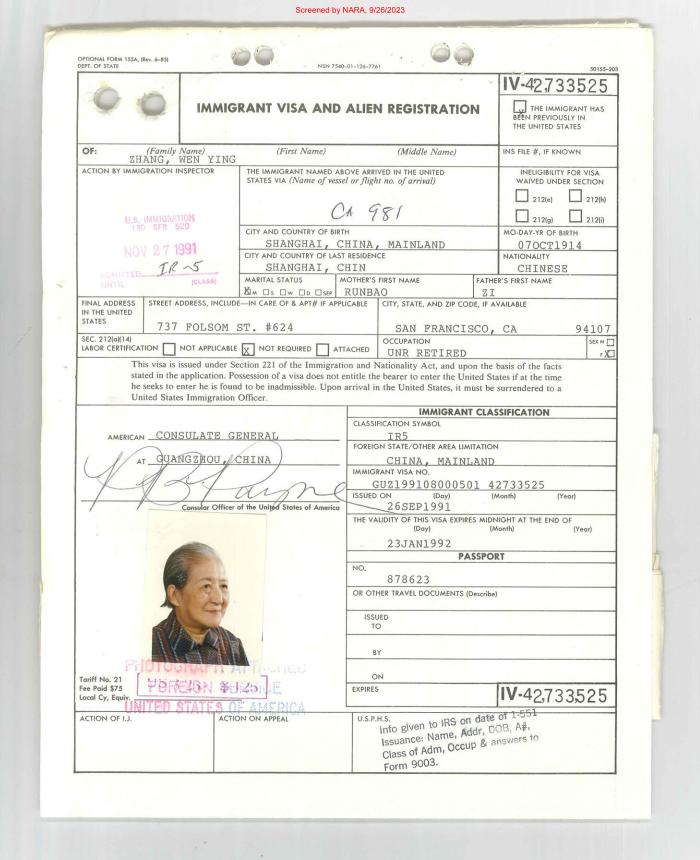 Screened by NARA, 9/26/2023
OPTIONAL FORM 155A, (Rev. 6-85)
DEPT. OF STATE
NSN 7540-01-126-7761
50155-203
IMMIGRANT VISA AND ALIEN REGISTRATION
IV-42,733525
THE IMMIGRANT HAS
BEEN PREVIOUSLY IN
THE UNITED STATES
OF: (Family Name) (First Name) (Middle Name)
ZHANG, WEN YING
INS FILE #, IF KNOWN
ACTION BY IMMIGRATION INSPECTOR
THE IMMIGRANT NAMED ABOVE ARRIVED IN THE UNITED
STATES VIA (Name of vessel or flight no. of arrival)
CA 981
INELIGIBILITY FOR VISA
WAIVED UNDER SECTION
212(e) 212(h)
212(g) 212(i)
U.S. IMMIGRATION
130 SFR 520
NOV 27 1991
ADMITTED IR-5
UNTIL [CLASS]
CITY AND COUNTRY OF BIRTH
SHANGHAI, CHINA, MAINLAND
MO-DAY-YR OF BIRTH
07OCT1914
CITY AND COUNTRY OF LAST RESIDENCE
SHANGHAI, CHIN
NATIONALITY
CHINESE
MARITAL STATUS
X M S W D SEP
MOTHER'S FIRST NAME
RUNBAO
FATHER'S FIRST NAME
ZI
FINAL ADDRESS
IN THE UNITED
STATES
STREET ADDRESS, INCLUDE—IN CARE OF & APT# IF APPLICABLE
737 FOLSOM ST. #624
CITY, STATE, AND ZIP CODE, IF AVAILABLE
SAN FRANCISCO, CA 94107
SEC. 212(a)(14)
LABOR CERTIFICATION NOT APPLICABLE X NOT REQUIRED ATTACHED
OCCUPATION
UNR RETIRED
SEX M
F X
This visa is issued under Section 221 of the Immigration and Nationality Act, and upon the basis of the facts
stated in the application. Possession of a visa does not entitle the bearer to enter the United States if at the time
he seeks to enter he is found to be inadmissible. Upon arrival in the United States, it must be surrendered to a
United States Immigration Officer.
AMERICAN CONSULATE GENERAL
AT GUANGZHOU, CHINA
Consular Officer of the United States of America
IMMIGRANT CLASSIFICATION
CLASSIFICATION SYMBOL
IR5
FOREIGN STATE/OTHER AREA LIMITATION
CHINA, MAINLAND
IMMIGRANT VISA NO.
GUZ199108000501 42733525
ISSUED ON (Day) (Month) (Year)
26SEP1991
THE VALIDITY OF THIS VISA EXPIRES MIDNIGHT AT THE END OF
(Day) (Month) (Year)
23JAN1992
PASSPORT
NO.
878623
OR OTHER TRAVEL DOCUMENTS (Describe)
ISSUED
TO
BY
ON
EXPIRES
IV-42,733525
PHOTOGRAPH ATTACHED
FOREIGN SERVICE
UNITED STATES OF AMERICA
Tariff No. 21
Fee Paid $75
Local Cy, Equiv.
ACTION OF I.J.
ACTION ON APPEAL
U.S.P.H.S.
Info given to IRS on date of 1-551
Issuance: Name, Addr, DOB, A#,
Class of Adm, Occup & answers to
Form 9003.